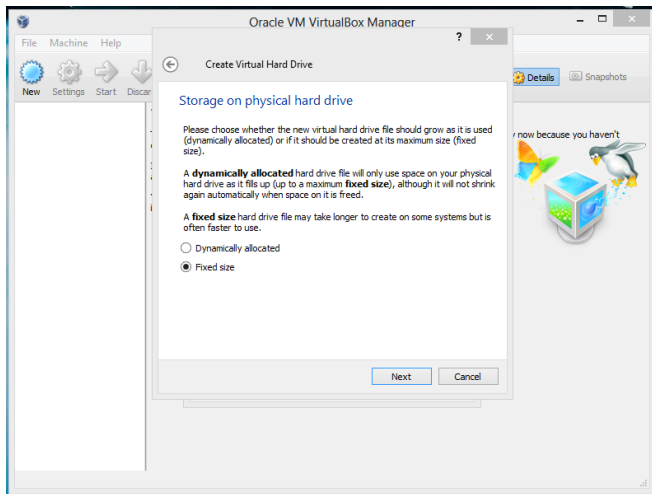 Oracle VM VirtualBox Manager
File Machine Help
?
Create Virtual Hard Drive
New Settings Start Discar
Details Snapshots
Storage on physical hard drive
Please choose whether the new virtual hard drive file should grow as it is used
(dynamically allocated) or if it should be created at its maximum size (fixed
size).
now because you haven't
A dynamically allocated hard drive file will only use space on your physical
hard drive as it fills up (up to a maximum fixed size), although it will not shrink
again automatically when space on it is freed.
A fixed size hard drive file may take longer to create on some systems but is
often faster to use.
Dynamically allocated
Fixed size
Next Cancel